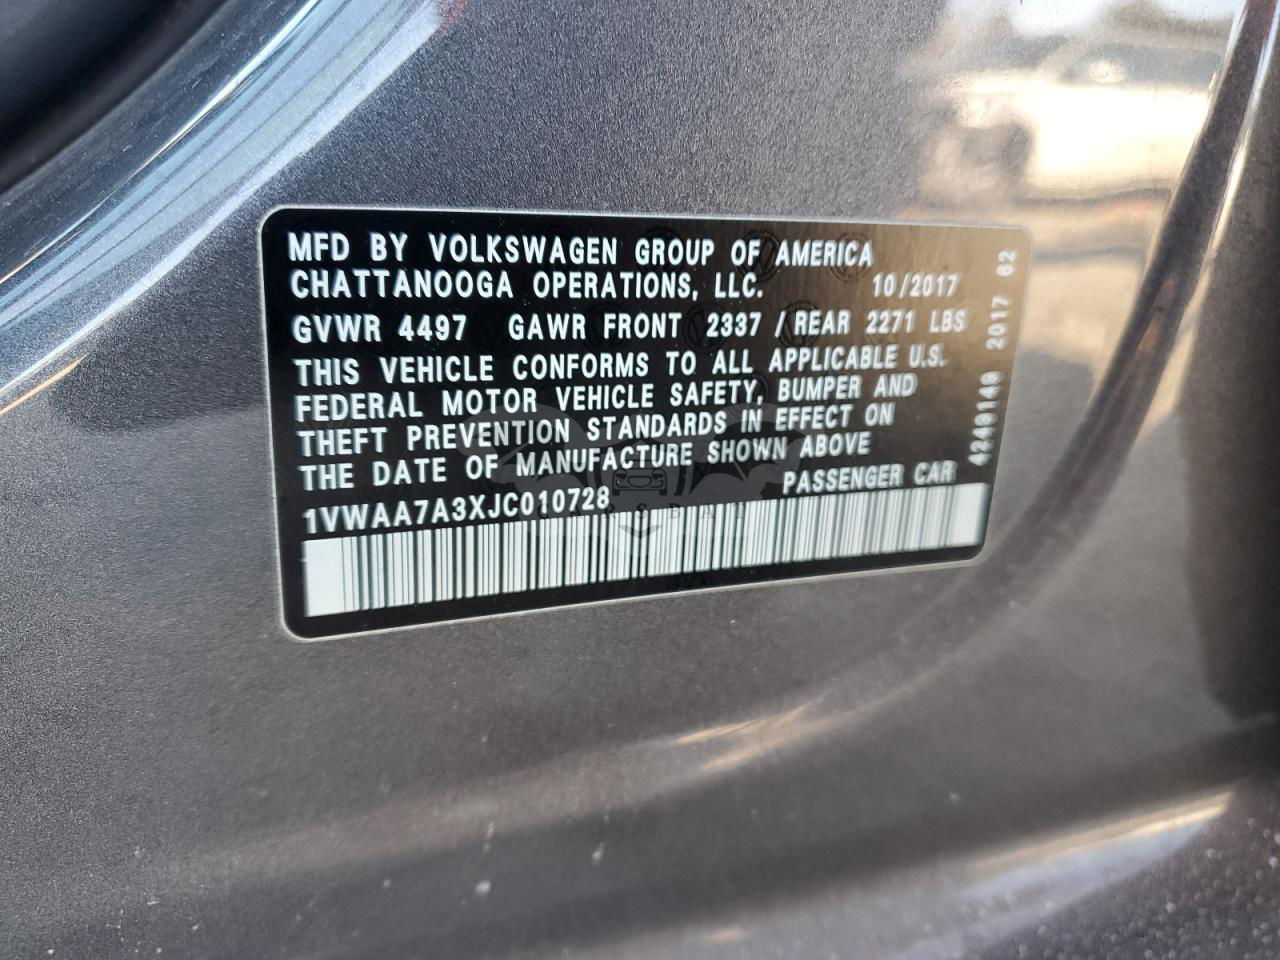 MFD BY VOLKSWAGEN GROUP OF AMERICA
CHATTANOOGA OPERATIONS, LLC. 10/2017
GVWR 4497 GAWR FRONT 2337 / REAR 2271 LBS
THIS VEHICLE CONFORMS TO ALL APPLICABLE U.S.
FEDERAL MOTOR VEHICLE SAFETY, BUMPER AND
THEFT PREVENTION STANDARDS IN EFFECT ON
THE DATE OF MANUFACTURE SHOWN ABOVE
1VWAA7A3XJC010728 PASSENGER CAR
4249149 2017 62